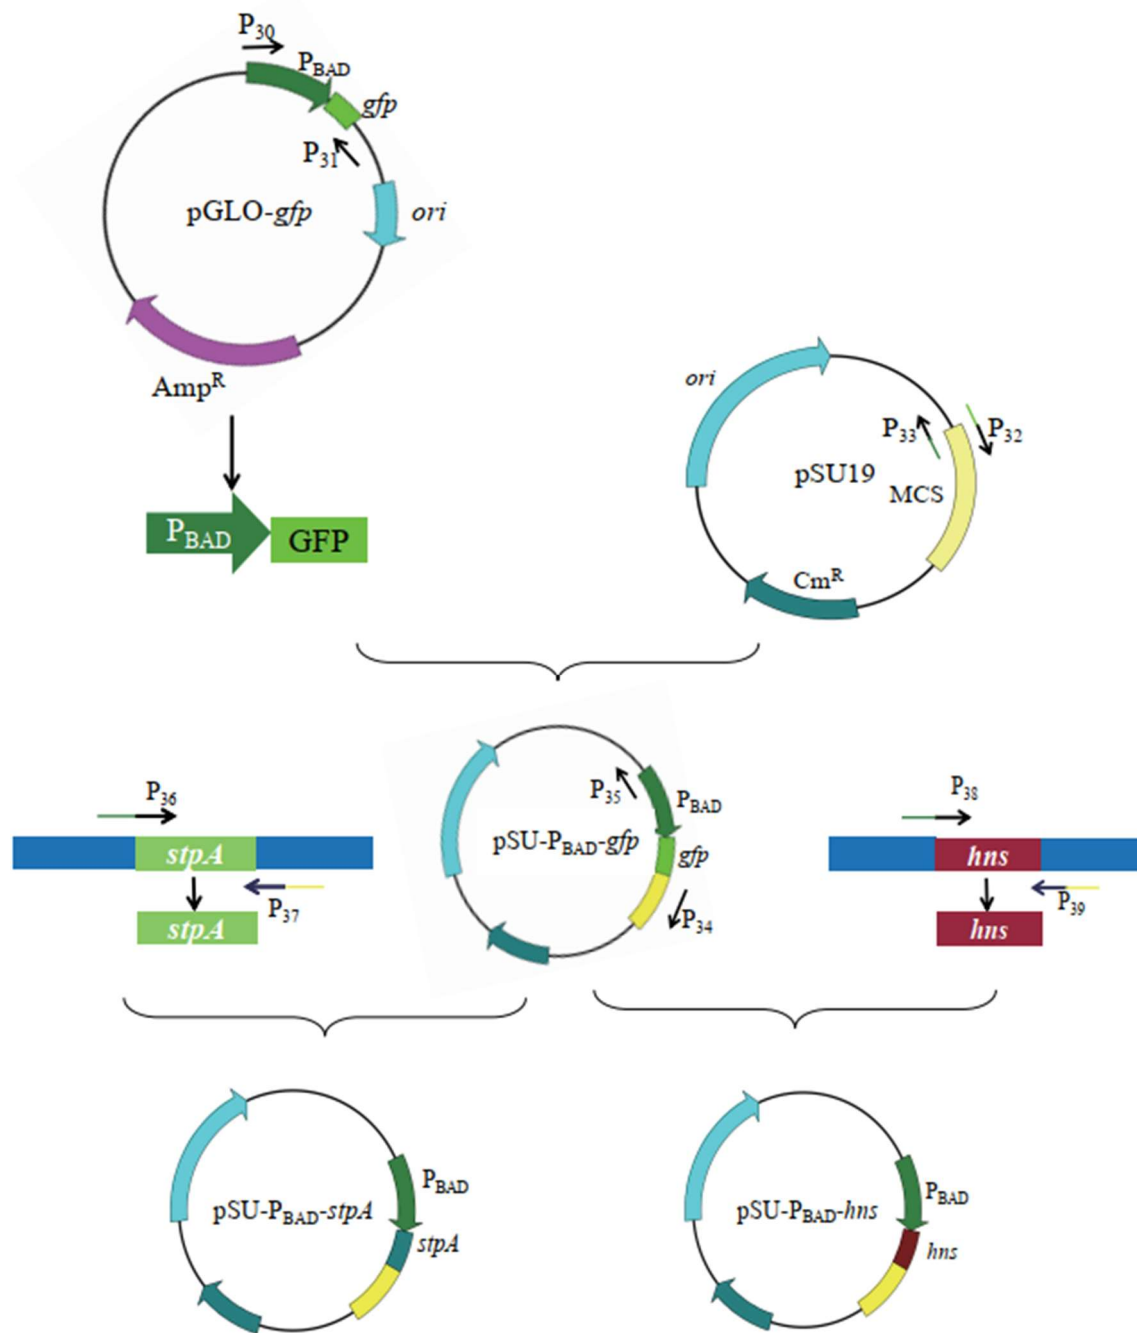 P30
PBAD
gfp
P31
pGLO-gfp
ori
AmpR
PBAD
GFP
ori
P33
P32
pSU19
MCS
CmR
P36
stpA
P37
stpA
P35
PBAD
pSU-PBAD-gfp
gfp
P34
P38
hns
P39
hns
PBAD
pSU-PBAD-stpA
stpA
PBAD
pSU-PBAD-hns
hns